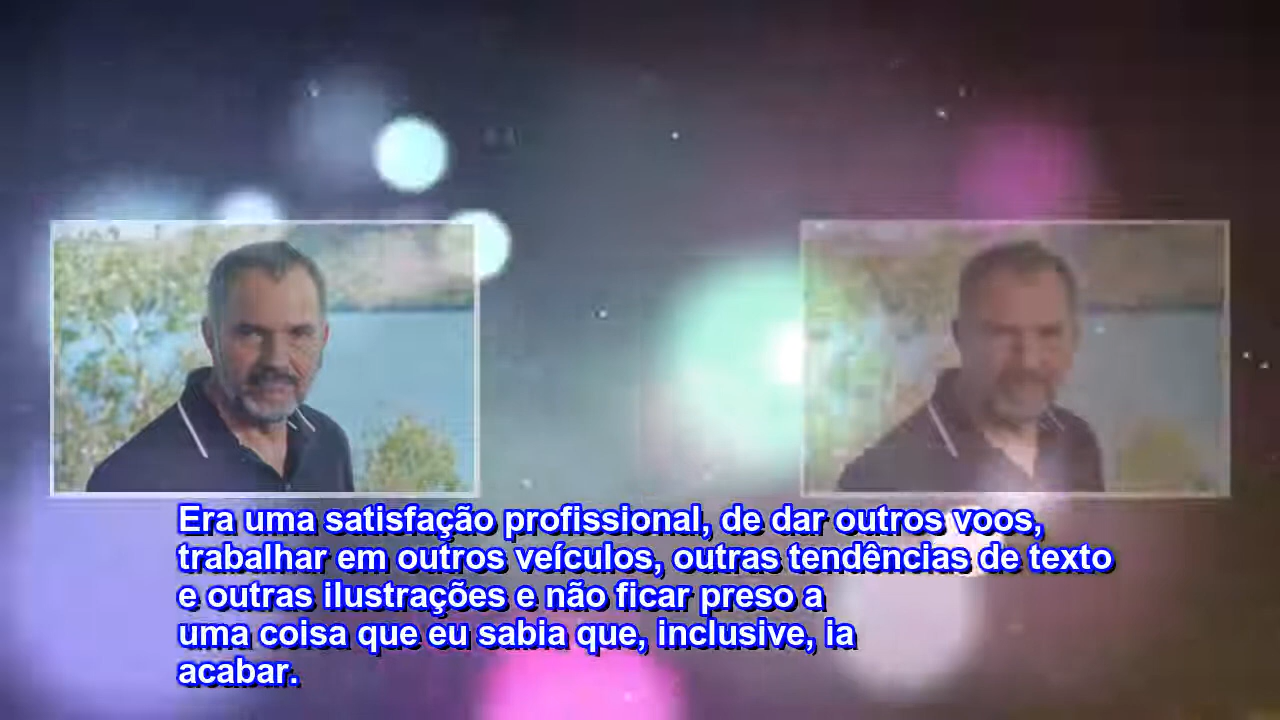 Era uma satisfação profissional, de dar outros voos,
trabalhar em outros veículos, outras tendências de texto
e outras ilustrações e não ficar preso a
uma coisa que eu sabia que, inclusive, ia
acabar.